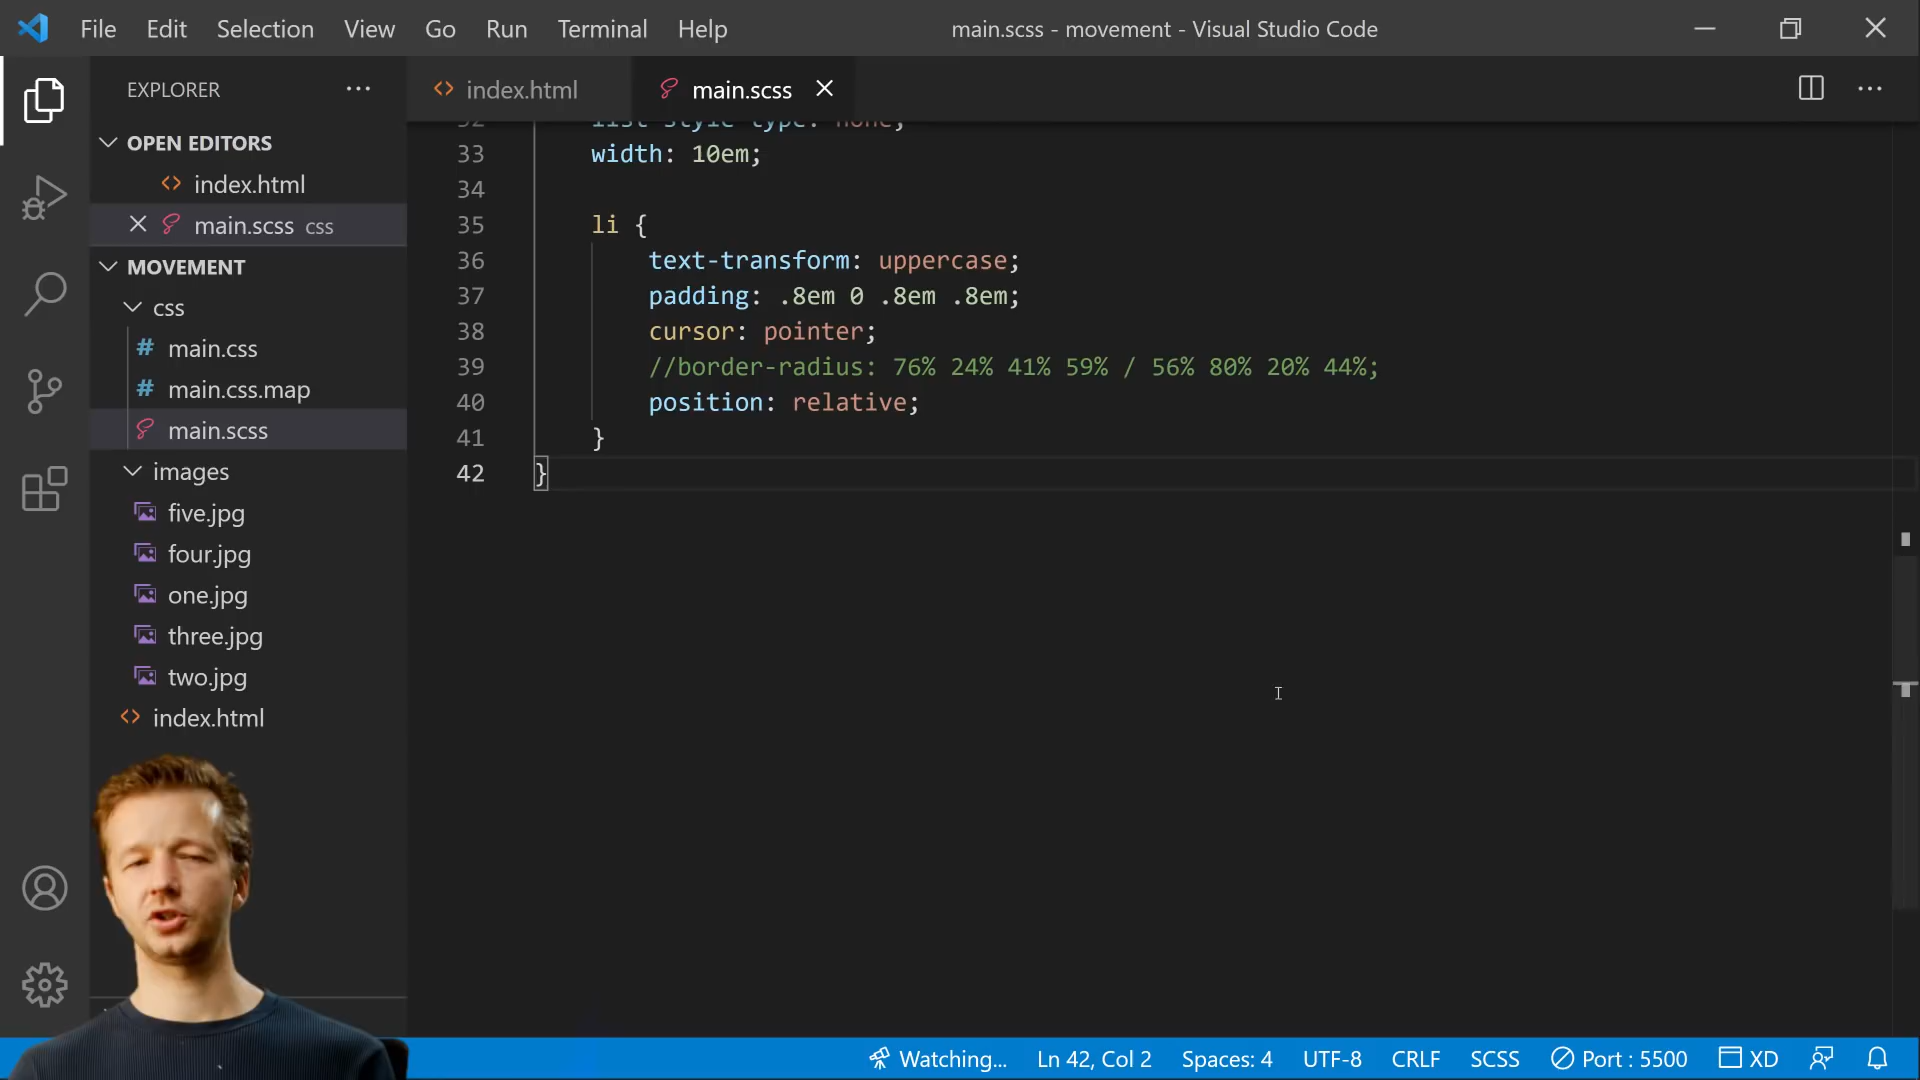 File Edit Selection View Go Run Terminal Help
main.scss - movement - Visual Studio Code
EXPLORER
OPEN EDITORS
index.html
main.scss css
MOVEMENT
css
main.css
main.css.map
main.scss
images
five.jpg
four.jpg
one.jpg
three.jpg
two.jpg
index.html
index.html
main.scss
32 list-style-type: none;
33 width: 10em;
34
35 li {
36 text-transform: uppercase;
37 padding: .8em 0 .8em .8em;
38 cursor: pointer;
39 //border-radius: 76% 24% 41% 59% / 56% 80% 20% 44%;
40 position: relative;
41 }
42 }
Watching... Ln 42, Col 2 Spaces: 4 UTF-8 CRLF SCSS Port : 5500 XD